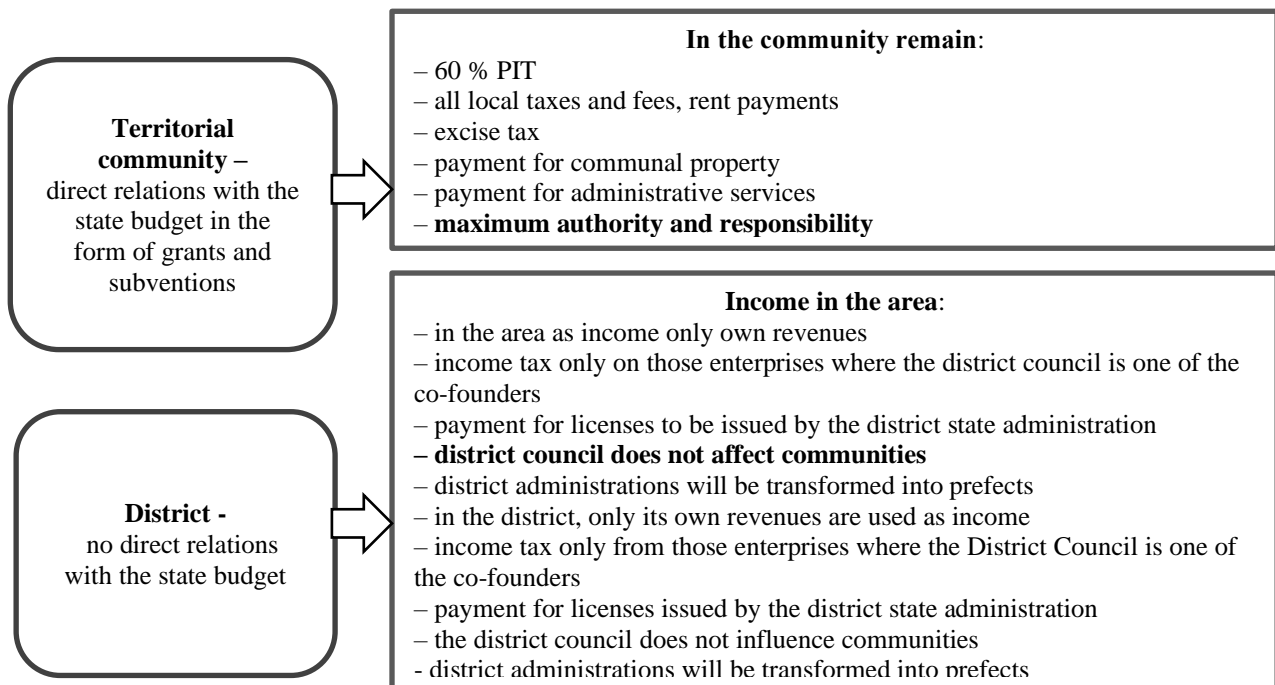 Territorial
community –
direct relations with the
state budget in the
form of grants and
subventions
In the community remain:
– 60 % PIT
– all local taxes and fees, rent payments
– excise tax
– payment for communal property
– payment for administrative services
– maximum authority and responsibility
District -
no direct relations
with the state budget
Income in the area:
– in the area as income only own revenues
– income tax only on those enterprises where the district council is one of the
co-founders
– payment for licenses to be issued by the district state administration
– district council does not affect communities
– district administrations will be transformed into prefects
– in the district, only its own revenues are used as income
– income tax only from those enterprises where the District Council is one of
the co-founders
– payment for licenses issued by the district state administration
– the district council does not influence communities
- district administrations will be transformed into prefects